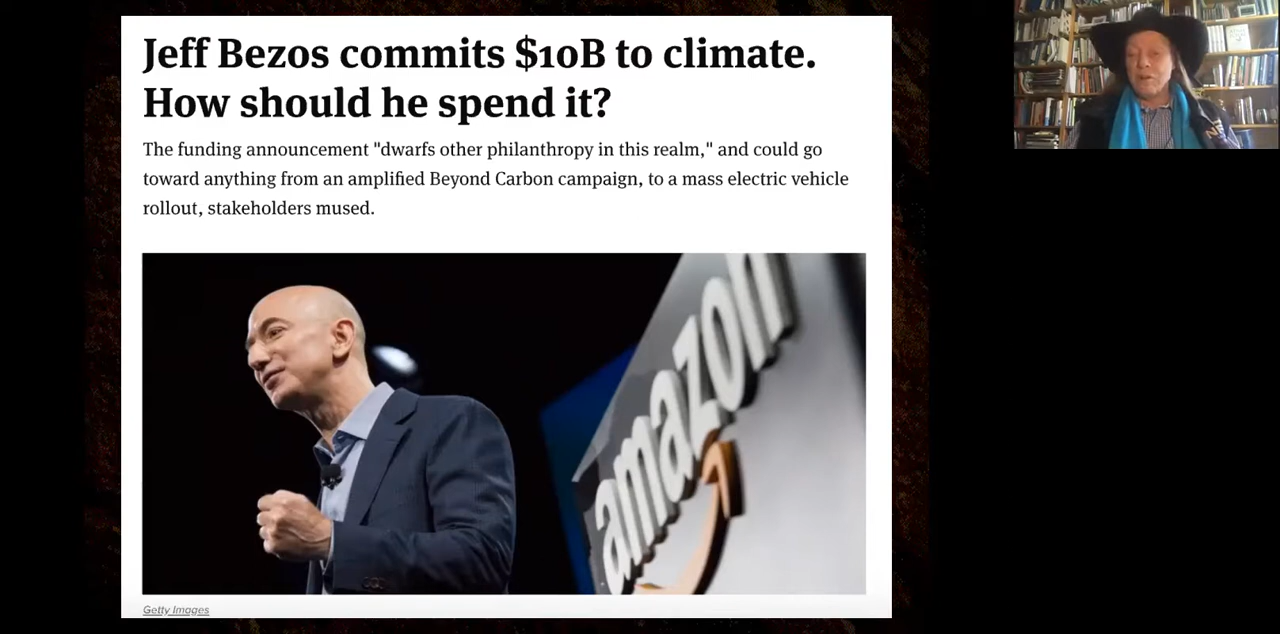 Jeff Bezos commits $10B to climate.
How should he spend it?
The funding announcement "dwarfs other philanthropy in this realm," and could go
toward anything from an amplified Beyond Carbon campaign, to a mass electric vehicle
rollout, stakeholders mused.
amazon
Getty Images